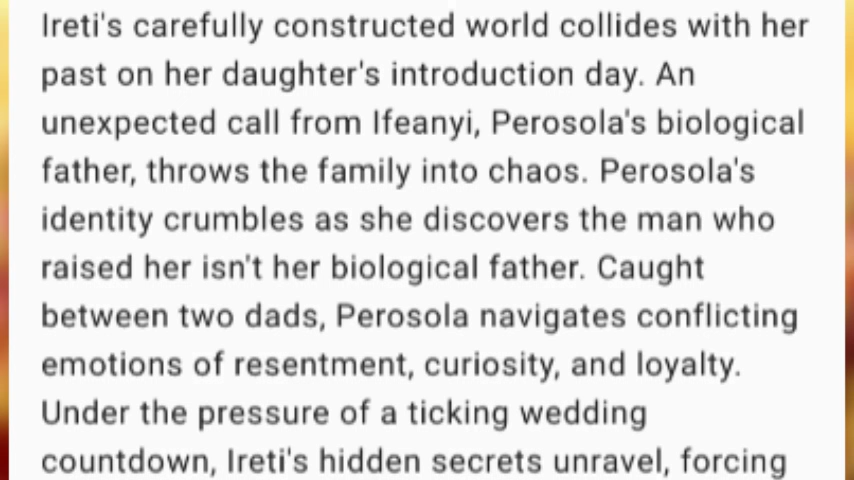 Ireti's carefully constructed world collides with her
past on her daughter's introduction day. An
unexpected call from Ifeanyi, Perosola's biological
father, throws the family into chaos. Perosola's
identity crumbles as she discovers the man who
raised her isn't her biological father. Caught
between two dads, Perosola navigates conflicting
emotions of resentment, curiosity, and loyalty.
Under the pressure of a ticking wedding
countdown, Ireti's hidden secrets unravel, forcing